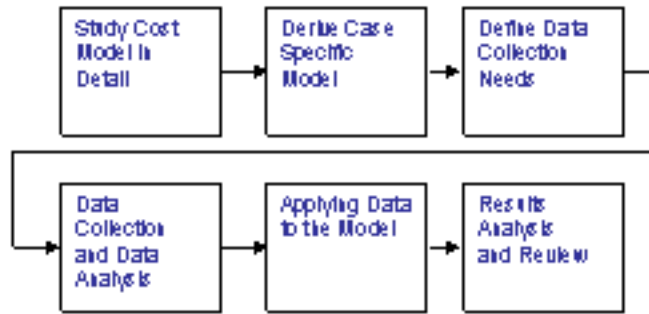 Study Cost
Model in
Detail
Derive Case
Specific
Model
Define Data
Collection
Needs
Data
Collection
and Data
Analysis
Applying Data
to the Model
Results
Analysis
and Review